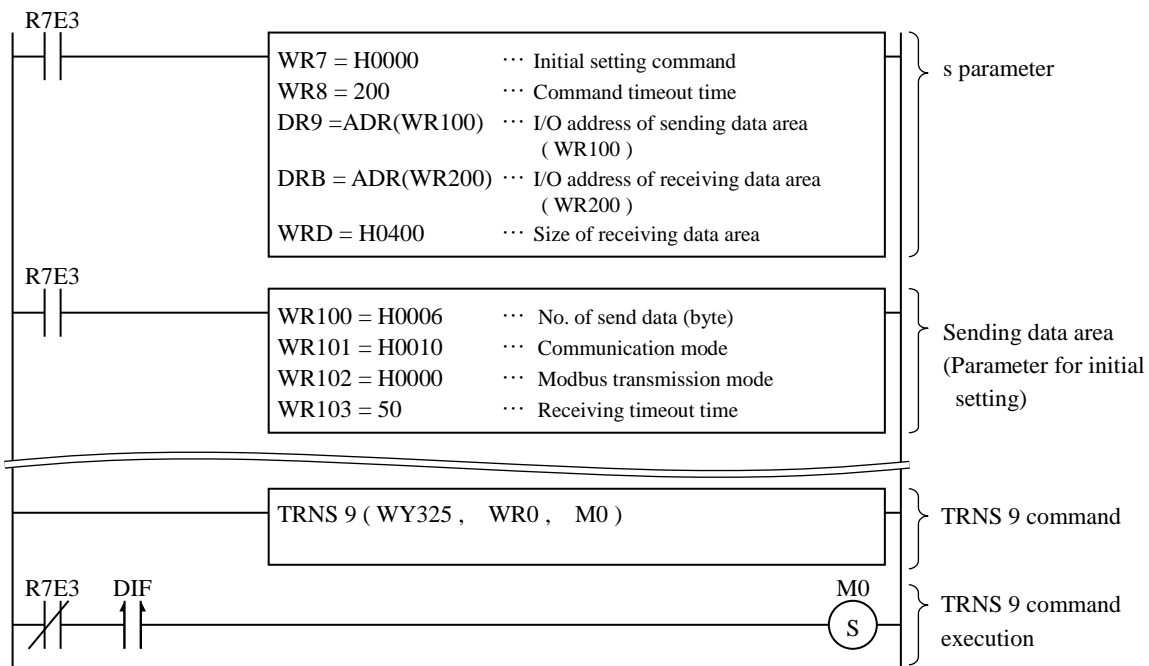 R7E3
WR7 = H0000 ··· Initial setting command
WR8 = 200 ··· Command timeout time
DR9 =ADR(WR100) ··· I/O address of sending data area
( WR100 )
DRB = ADR(WR200) ··· I/O address of receiving data area
( WR200 )
WRD = H0400 ··· Size of receiving data area
s parameter
R7E3
WR100 = H0006 ··· No. of send data (byte)
WR101 = H0010 ··· Communication mode
WR102 = H0000 ··· Modbus transmission mode
WR103 = 50 ··· Receiving timeout time
Sending data area
(Parameter for initial
setting)
TRNS 9 ( WY325 , WR0 , M0 )
TRNS 9 command
R7E3 DIF M0
S
TRNS 9 command
execution